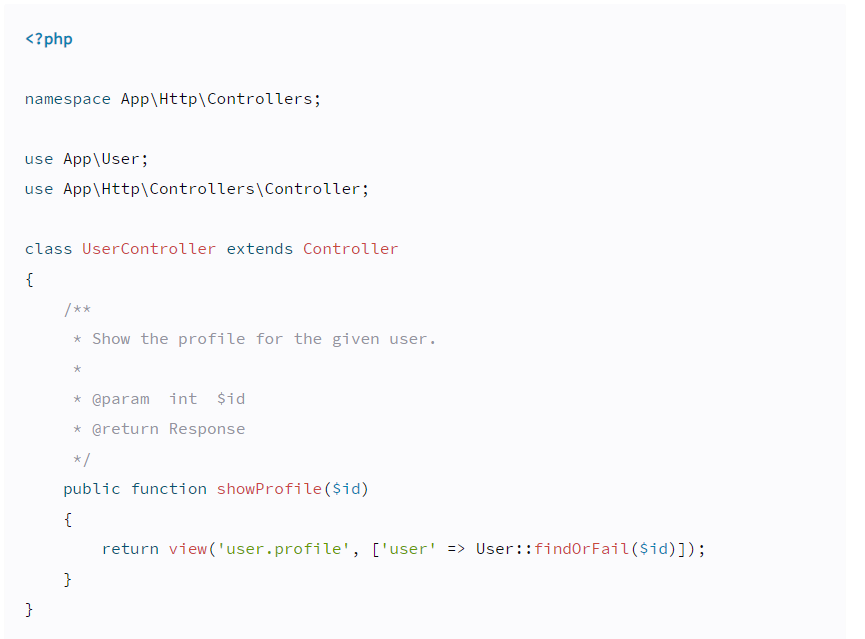 <?php
namespace App\Http\Controllers;
use App\User;
use App\Http\Controllers\Controller;
class UserController extends Controller
{
    /**
     * Show the profile for the given user.
     *
     * @param  int  $id
     * @return Response
     */
    public function showProfile($id)
    {
        return view('user.profile', ['user' => User::findOrFail($id)]);
    }
}